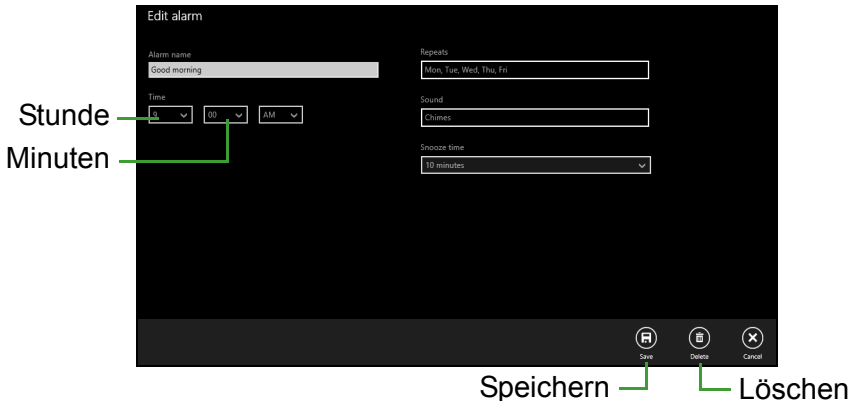 Edit alarm
Alarm name
Good morning
Time
9 00 AM
Repeats
Mon, Tue, Wed, Thu, Fri
Sound
Chimes
Snooze time
10 minutes
Stunde
Minuten
Save Delete Cancel
Speichern Löschen